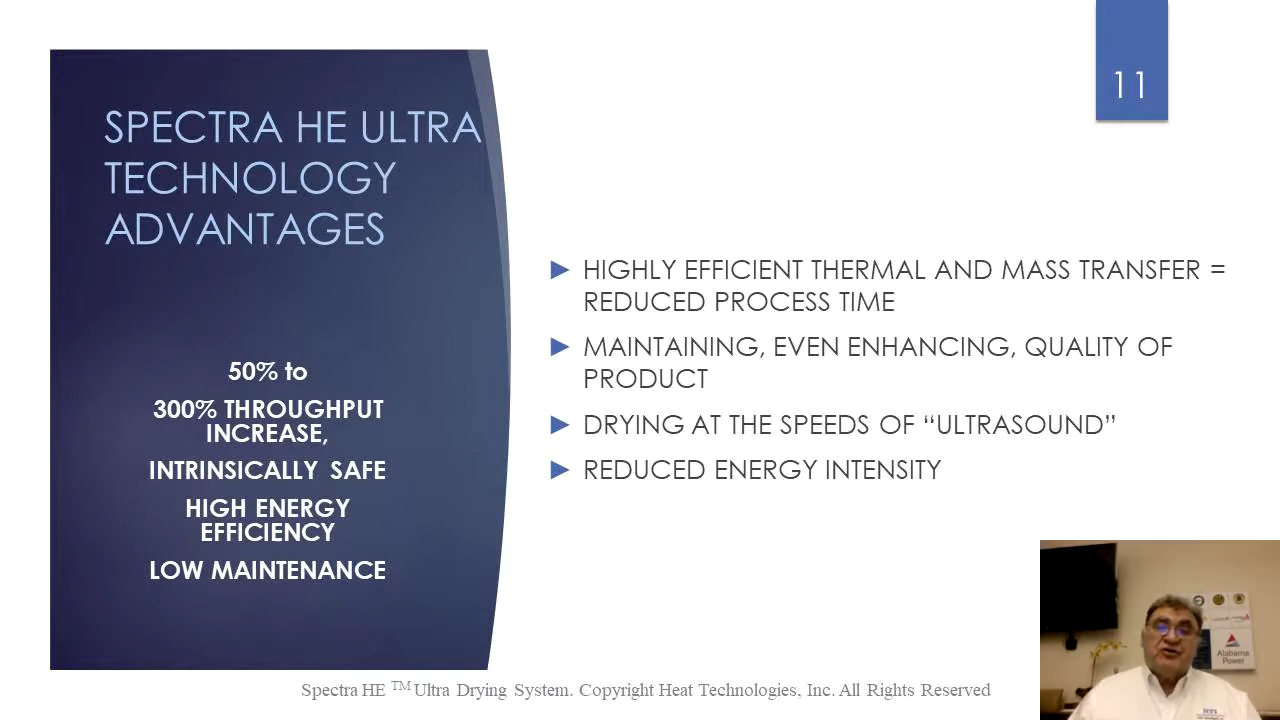 11
SPECTRA HE ULTRA
TECHNOLOGY
ADVANTAGES
50% to
300% THROUGHPUT
INCREASE,
INTRINSICALLY SAFE
HIGH ENERGY
EFFICIENCY
LOW MAINTENANCE
► HIGHLY EFFICIENT THERMAL AND MASS TRANSFER =
REDUCED PROCESS TIME
► MAINTAINING, EVEN ENHANCING, QUALITY OF
PRODUCT
► DRYING AT THE SPEEDS OF “ULTRASOUND”
► REDUCED ENERGY INTENSITY
Alabama
Power
Spectra HE TM Ultra Drying System. Copyright Heat Technologies, Inc. All Rights Reserved